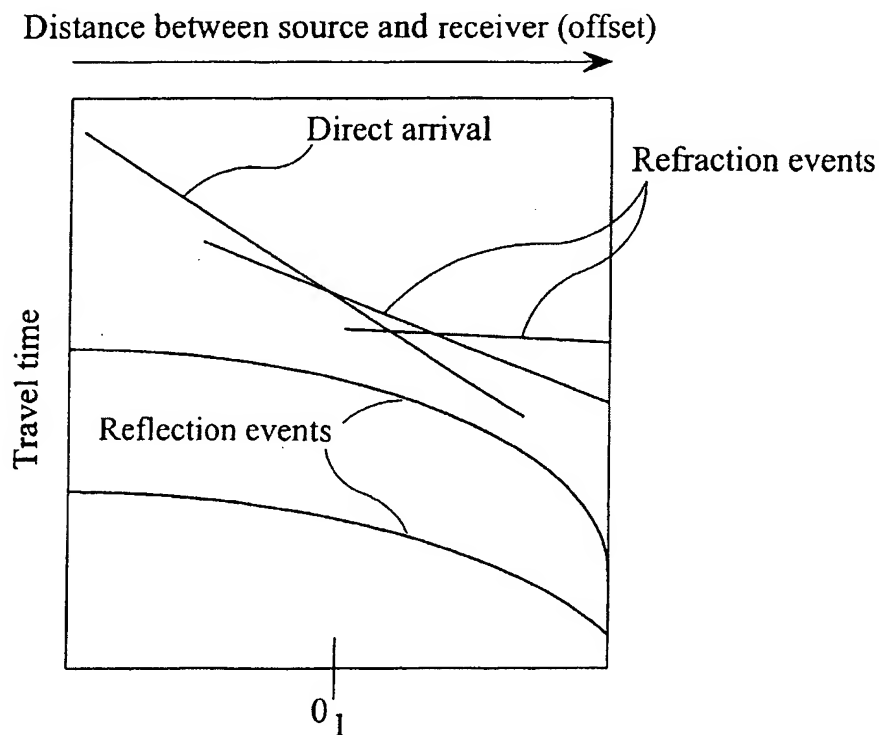 Distance between source and receiver (offset)
Direct arrival
Refraction events
Travel time
Reflection events
0 1